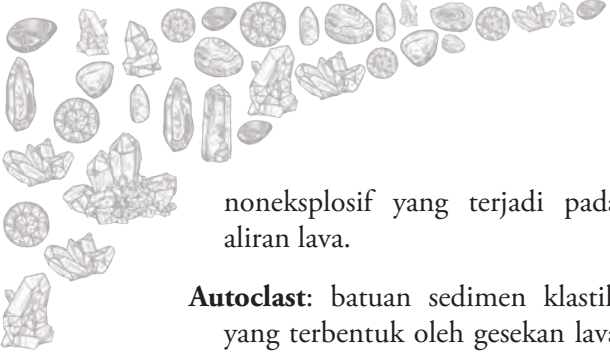 noneksplosif yang terjadi pada
aliran lava.
Autoclast: batuan sedimen klastik
yang terbentuk oleh gesekan lava